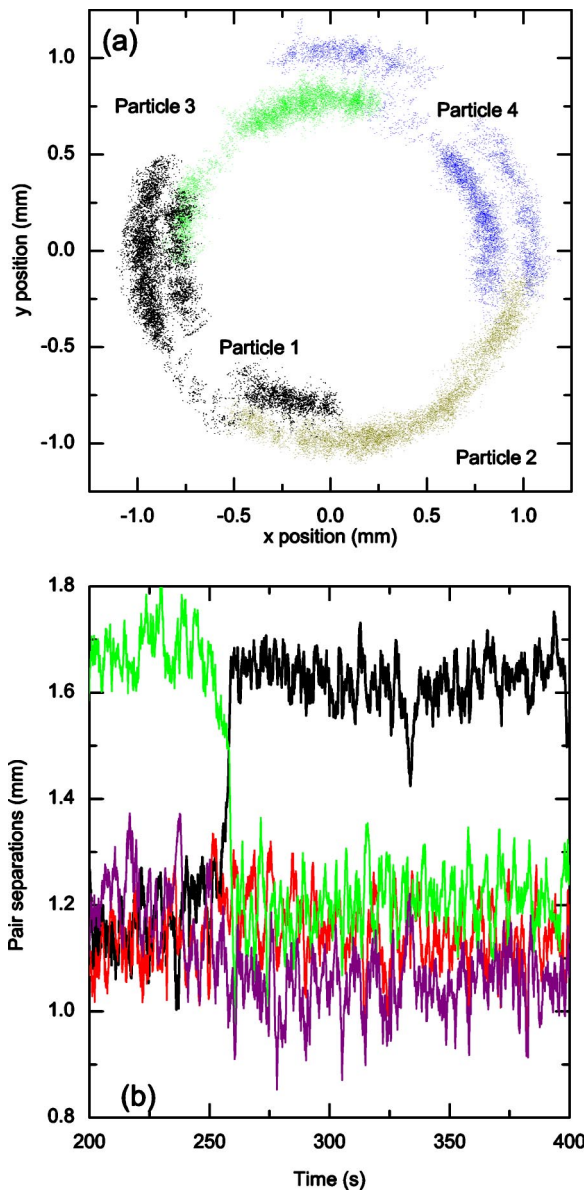 (a)
Particle 3
Particle 4
Particle 1
Particle 2
1.0
0.5
0.0
-0.5
-1.0
y position (mm)
-1.0 -0.5 0.0 0.5 1.0
x position (mm)
1.8
1.6
1.4
1.2
1.0
0.8
Pair separations (mm)
(b)
200 250 300 350 400
Time (s)